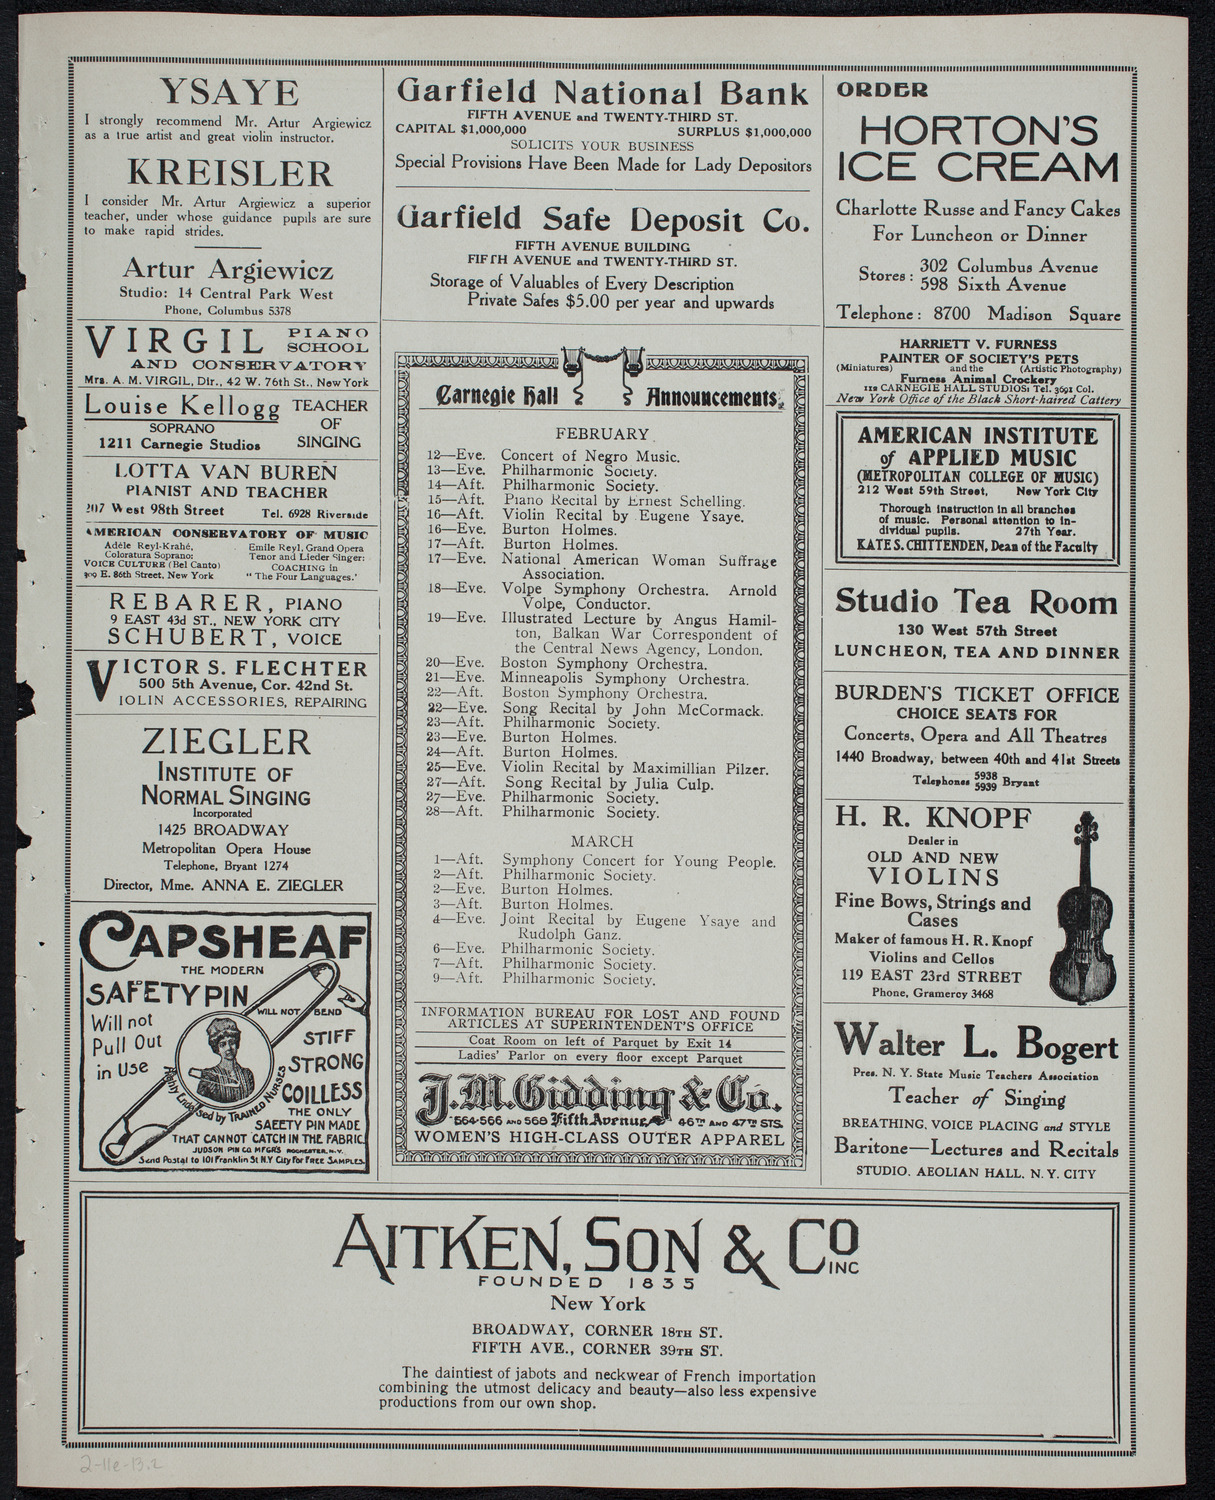 YSAYE
I strongly recommend Mr. Artur Argiewicz
as a true artist and great violin instructor.
KREISLER
I consider Mr. Artur Argiewicz a superior
teacher, under whose guidance pupils are sure
to make rapid strides.
Artur Argiewicz
Studio: 14 Central Park West
Phone, Columbus 5378
VIRGIL PIANO SCHOOL
AND CONSERVATORY
Mrs. A. M. VIRGIL, Dir., 42 W. 76th St., New York
Louise Kellogg TEACHER
SOPRANO OF
1211 Carnegie Studios SINGING
LOTTA VAN BUREN
PIANIST AND TEACHER
207 West 98th Street Tel. 6928 Riverside
AMERICAN CONSERVATORY OF MUSIC
Adèle Reyl-Krahé,
Coloratura Soprano:
VOICE CULTURE (Bel Canto)
309 E. 86th Street, New York
Emile Reyl, Grand Opera
Tenor and Lieder Singer:
COACHING in
"The Four Languages."
REBARER, PIANO
9 EAST 43d ST., NEW YORK CITY
SCHUBERT, VOICE
VICTOR S. FLECHTER
500 5th Avenue, Cor. 42nd St.
VIOLIN ACCESSORIES, REPAIRING
ZIEGLER
INSTITUTE OF
NORMAL SINGING
Incorporated
1425 BROADWAY
Metropolitan Opera House
Telephone, Bryant 1274
Director, Mme. ANNA E. ZIEGLER
CAPSHEAF
THE MODERN
SAFETY PIN
WILL NOT BEND
Will not
Pull Out
in Use
STIFF
STRONG
COILLESS
Highly Endorsed by TRAINED NURSES
THE ONLY
SAFETY PIN MADE
THAT CANNOT CATCH IN THE FABRIC
JUDSON PIN CO. MFGRS ROCHESTER, N.Y.
Send Postal to 101 Franklin St N.Y City For FREE SAMPLES.
Garfield National Bank
FIFTH AVENUE and TWENTY-THIRD ST.
CAPITAL $1,000,000 SURPLUS $1,000,000
SOLICITS YOUR BUSINESS
Special Provisions Have Been Made for Lady Depositors
Garfield Safe Deposit Co.
FIFTH AVENUE BUILDING
FIFTH AVENUE and TWENTY-THIRD ST.
Storage of Valuables of Every Description
Private Safes $5.00 per year and upwards
Carnegie Hall Announcements
FEBRUARY
12—Eve. Concert of Negro Music.
13—Eve. Philharmonic Society.
14—Aft. Philharmonic Society.
15—Aft. Piano Recital by Ernest Schelling.
16—Aft. Violin Recital by Eugene Ysaye.
16—Eve. Burton Holmes.
17—Aft. Burton Holmes.
17—Eve. National American Woman Suffrage
Association.
18—Eve. Volpe Symphony Orchestra. Arnold
Volpe, Conductor.
19—Eve. Illustrated Lecture by Angus Hamil-
ton, Balkan War Correspondent of
the Central News Agency, London.
20—Eve. Boston Symphony Orchestra.
21—Eve. Minneapolis Symphony Orchestra.
22—Aft. Boston Symphony Orchestra.
22—Eve. Song Recital by John McCormack.
23—Aft. Philharmonic Society.
23—Eve. Burton Holmes.
24—Aft. Burton Holmes.
25—Eve. Violin Recital by Maximillian Pilzer.
27—Aft. Song Recital by Julia Culp.
27—Eve. Philharmonic Society.
28—Aft. Philharmonic Society.
MARCH
1—Aft. Symphony Concert for Young People.
2—Aft. Philharmonic Society.
2—Eve. Burton Holmes.
3—Aft. Burton Holmes.
4—Eve. Joint Recital by Eugene Ysaye and
Rudolph Ganz.
6—Eve. Philharmonic Society.
7—Aft. Philharmonic Society.
9—Aft. Philharmonic Society.
INFORMATION BUREAU FOR LOST AND FOUND
ARTICLES AT SUPERINTENDENT'S OFFICE
Coat Room on left of Parquet by Exit 14
Ladies' Parlor on every floor except Parquet
J.M. Gidding & Co.
564-566 AND 568 Fifth Avenue 46TH AND 47TH STS.
WOMEN'S HIGH-CLASS OUTER APPAREL
ORDER
HORTON'S
ICE CREAM
Charlotte Russe and Fancy Cakes
For Luncheon or Dinner
Stores: 302 Columbus Avenue
598 Sixth Avenue
Telephone: 8700 Madison Square
HARRIETT V. FURNESS
PAINTER OF SOCIETY'S PETS
(Miniatures) and the (Artistic Photography)
Furness Animal Crockery
112 CARNEGIE HALL STUDIOS: Tel. 3691 Col.
New York Office of the Black Short-haired Cattery
AMERICAN INSTITUTE
of APPLIED MUSIC
(METROPOLITAN COLLEGE OF MUSIC)
212 West 59th Street, New York City
Thorough instruction in all branches
of music. Personal attention to in-
dividual pupils. 27th Year.
KATE S. CHITTENDEN, Dean of the Faculty
Studio Tea Room
130 West 57th Street
LUNCHEON, TEA AND DINNER
BURDEN'S TICKET OFFICE
CHOICE SEATS FOR
Concerts, Opera and All Theatres
1440 Broadway, between 40th and 41st Streets
Telephones 5938 5939 Bryant
H. R. KNOPF
Dealer in
OLD AND NEW
VIOLINS
Fine Bows, Strings and
Cases
Maker of famous H. R. Knopf
Violins and Cellos
119 EAST 23rd STREET
Phone, Gramercy 3468
Walter L. Bogert
Pres. N. Y. State Music Teachers Association
Teacher of Singing
BREATHING, VOICE PLACING and STYLE
Baritone—Lectures and Recitals
STUDIO. AEOLIAN HALL. N. Y. CITY
AITKEN, SON & CO INC
FOUNDED 1835
New York
BROADWAY, CORNER 18TH ST.
FIFTH AVE., CORNER 39TH ST.
The daintiest of jabots and neckwear of French importation
combining the utmost delicacy and beauty—also less expensive
productions from our own shop.
2-11e-13.2